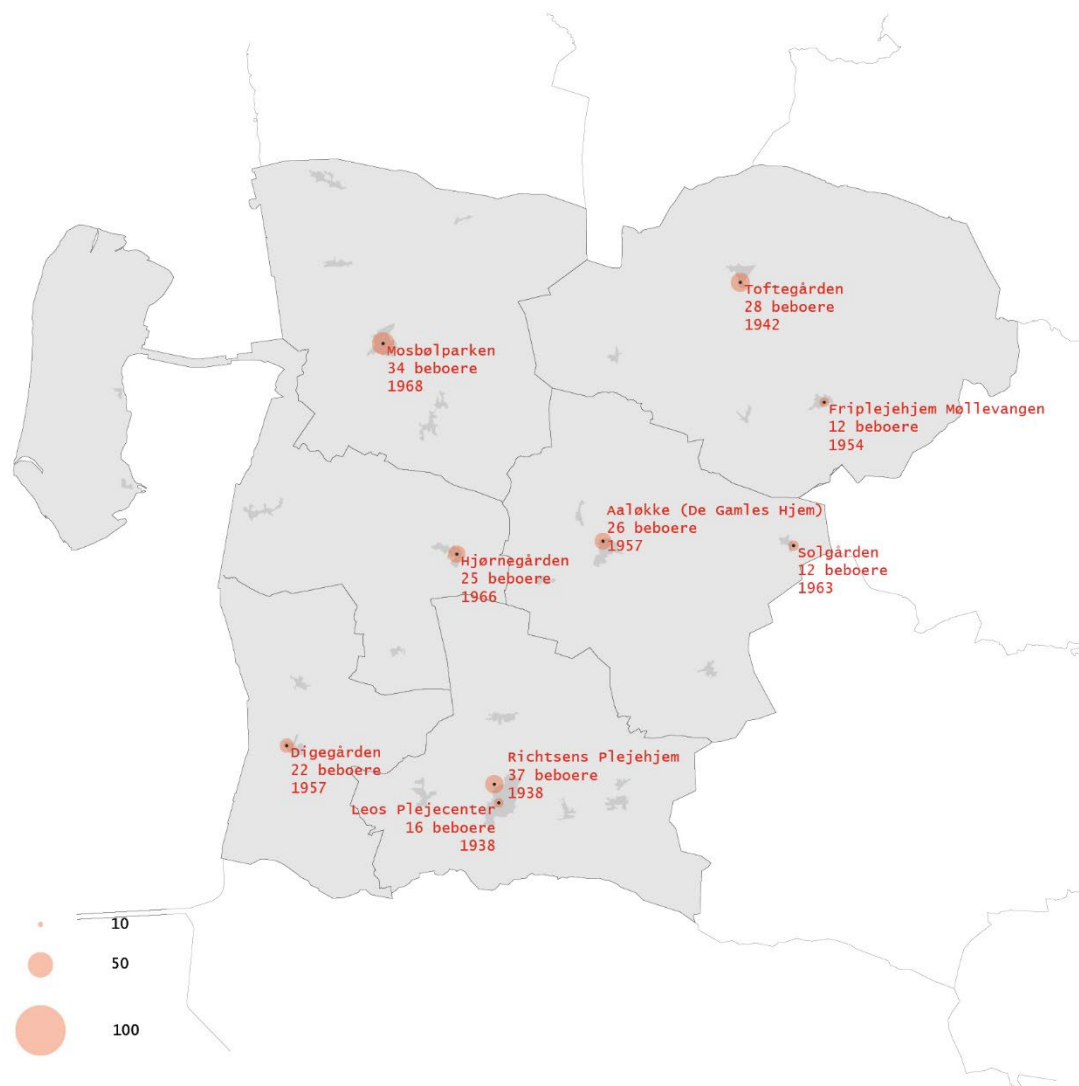 Toftegården
28 beboere
1942
Mosbølparken
34 beboere
1968
Friplejehjem Møllevangen
12 beboere
1954
Aaløkke (De Gamles Hjem)
26 beboere
1957
Solgården
12 beboere
1963
Hjørnegården
25 beboere
1966
Digegården
22 beboere
1957
Richtsens Plejehjem
37 beboere
1938
Leos Plejecenter
16 beboere
1938
10
50
100